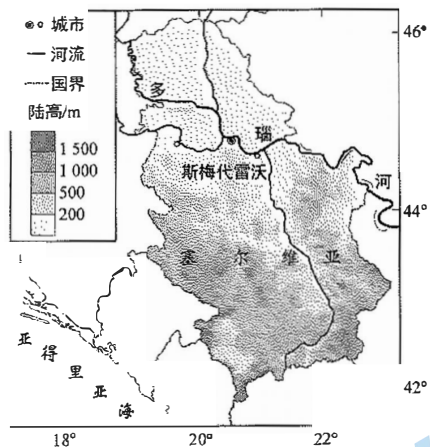 城市
河流
国界
陆高/m
1 500
1 000
500
200
46°
44°
42°
18°
20°
22°
多
瑙
河
斯梅代雷沃
塞尔维亚
亚得里亚海